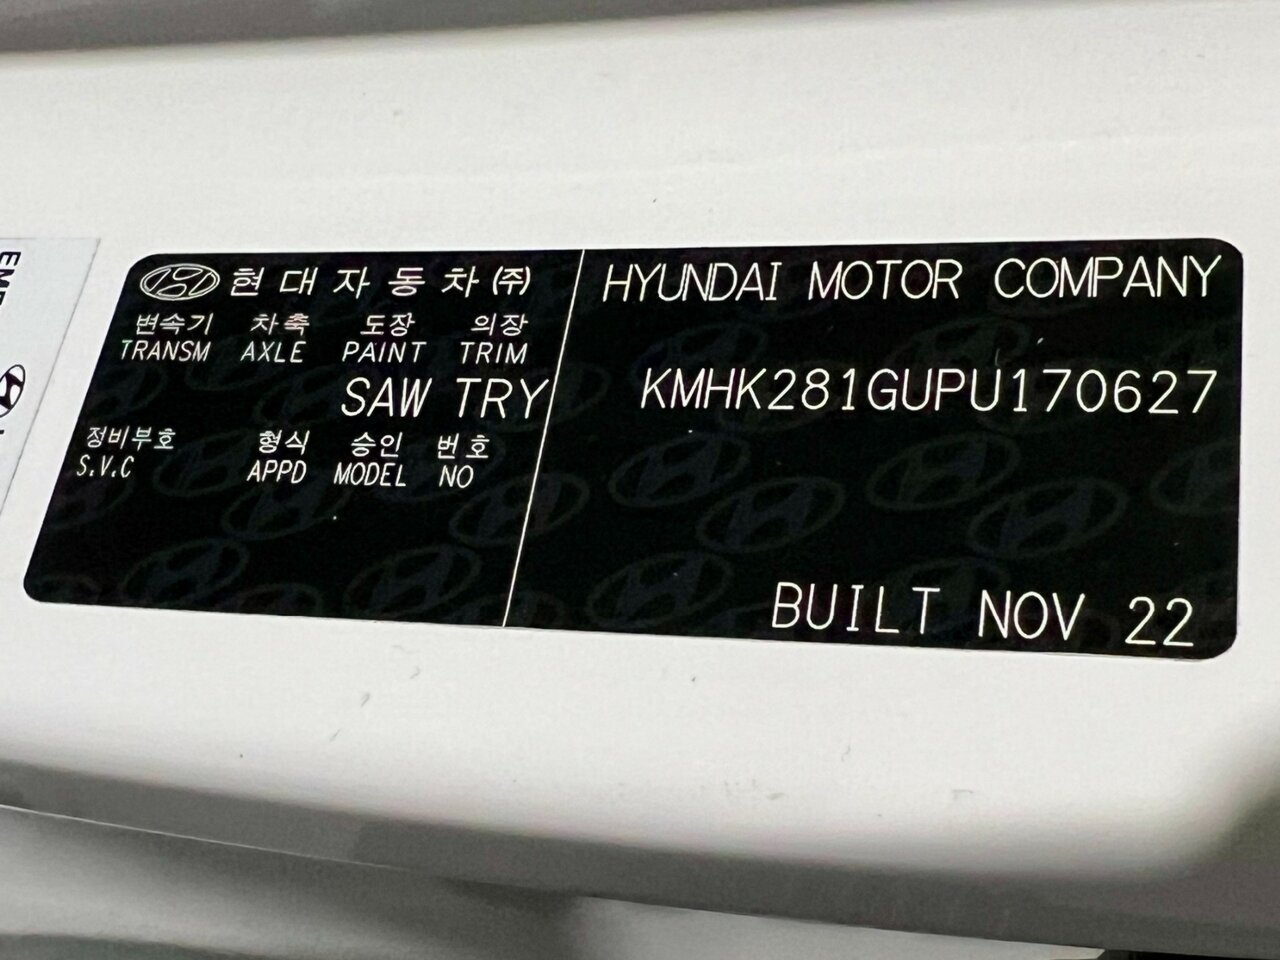 현대자동차(주)
변속기 차축 도장 의장
TRANSM AXLE PAINT TRIM
SAW TRY
정비부호 형식 승인 번호
S.V.C APPD MODEL NO
HYUNDAI MOTOR COMPANY
KMHK281GUPU170627
BUILT NOV 22